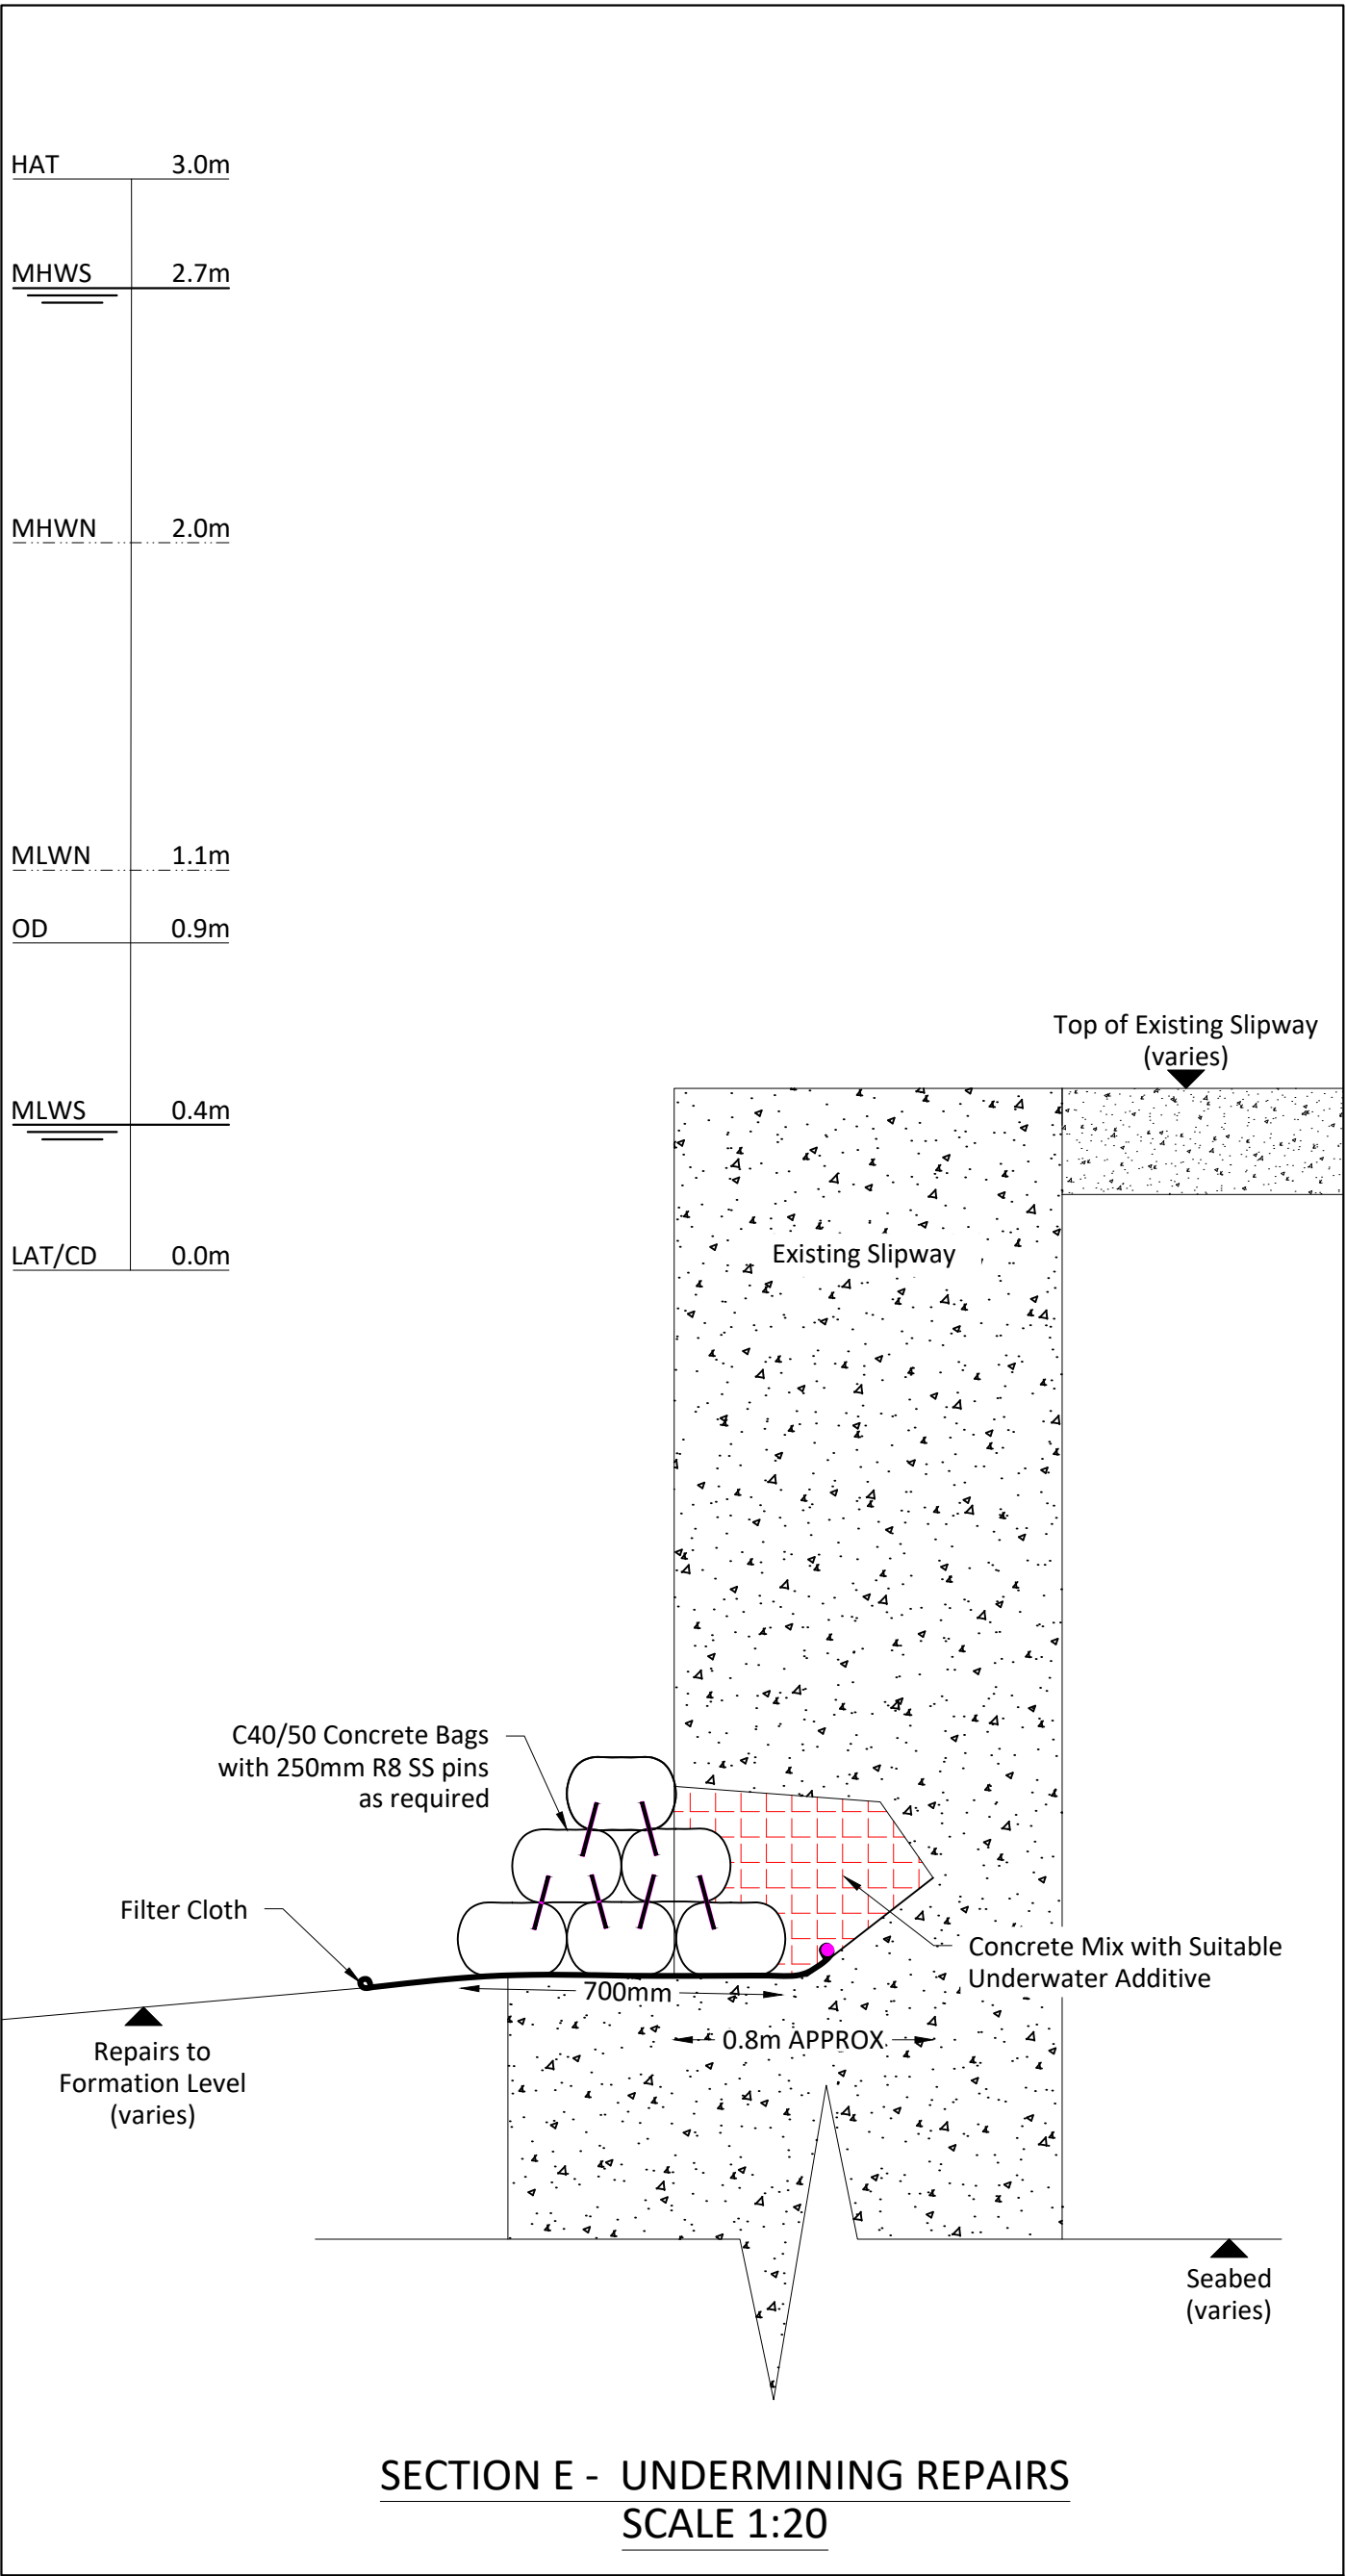 HAT 3.0m
MHWS 2.7m
MHWN 2.0m
MLWN 1.1m
OD 0.9m
Top of Existing Slipway
(varies)
MLWS 0.4m
LAT/CD 0.0m
Existing Slipway
C40/50 Concrete Bags
with 250mm R8 SS pins
as required
Filter Cloth
Concrete Mix with Suitable
Underwater Additive
700mm
0.8m APPROX
Repairs to
Formation Level
(varies)
Seabed
(varies)
SECTION E - UNDERMINING REPAIRS
SCALE 1:20